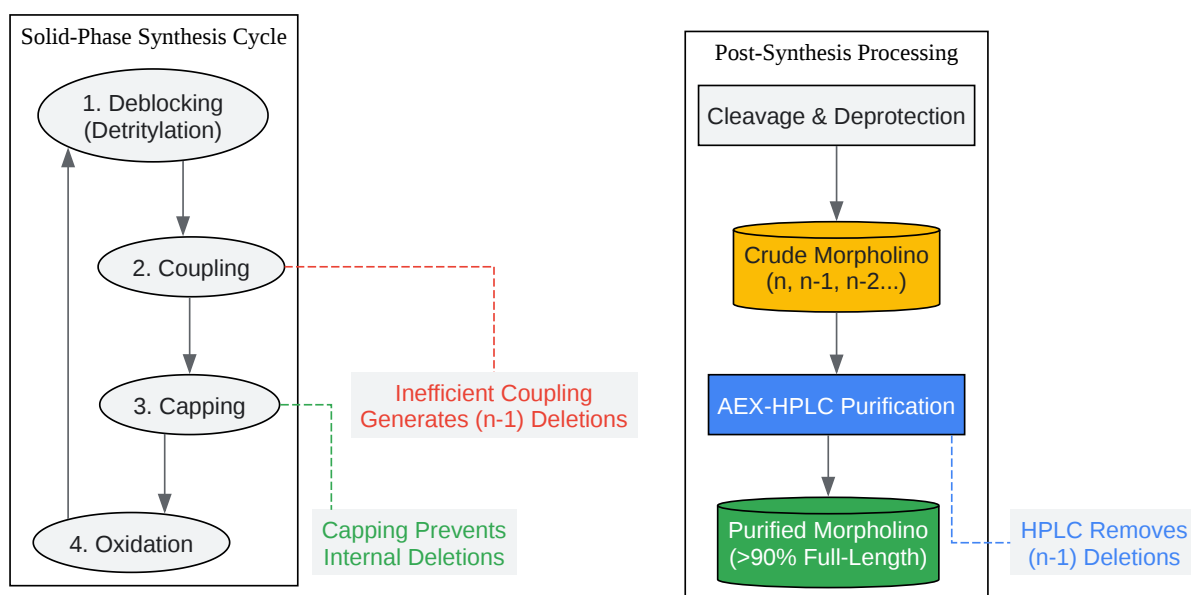 Solid-Phase Synthesis Cycle
1. Deblocking
(Detritylation)
2. Coupling
Inefficient Coupling
Generates (n-1) Deletions
3. Capping
Capping Prevents
Internal Deletions
4. Oxidation
Post-Synthesis Processing
Cleavage & Deprotection
Crude Morpholino
(n, n-1, n-2...)
AEX-HPLC Purification
Purified Morpholino
(>90% Full-Length)
HPLC Removes
(n-1) Deletions